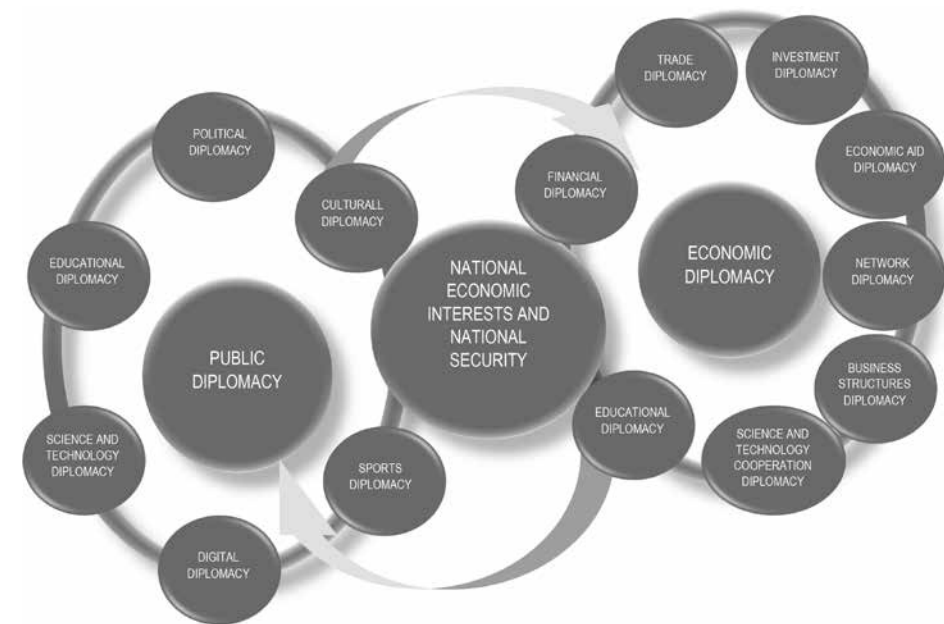 POLITICAL
DIPLOMACY
CULTURALL
DIPLOMACY
EDUCATIONAL
DIPLOMACY
PUBLIC
DIPLOMACY
SCIENCE AND
TECHNOLOGY
DIPLOMACY
SPORTS
DIPLOMACY
DIGITAL
DIPLOMACY
NATIONAL
ECONOMIC
INTERESTS AND
NATIONAL
SECURITY
TRADE
DIPLOMACY
INVESTMENT
DIPLOMACY
FINANCIAL
DIPLOMACY
ECONOMIC AID
DIPLOMACY
ECONOMIC
DIPLOMACY
NETWORK
DIPLOMACY
BUSINESS
STRUCTURES
DIPLOMACY
EDUCATIONAL
DIPLOMACY
SCIENCE AND
TECHNOLOGY
COOPERATION
DIPLOMACY